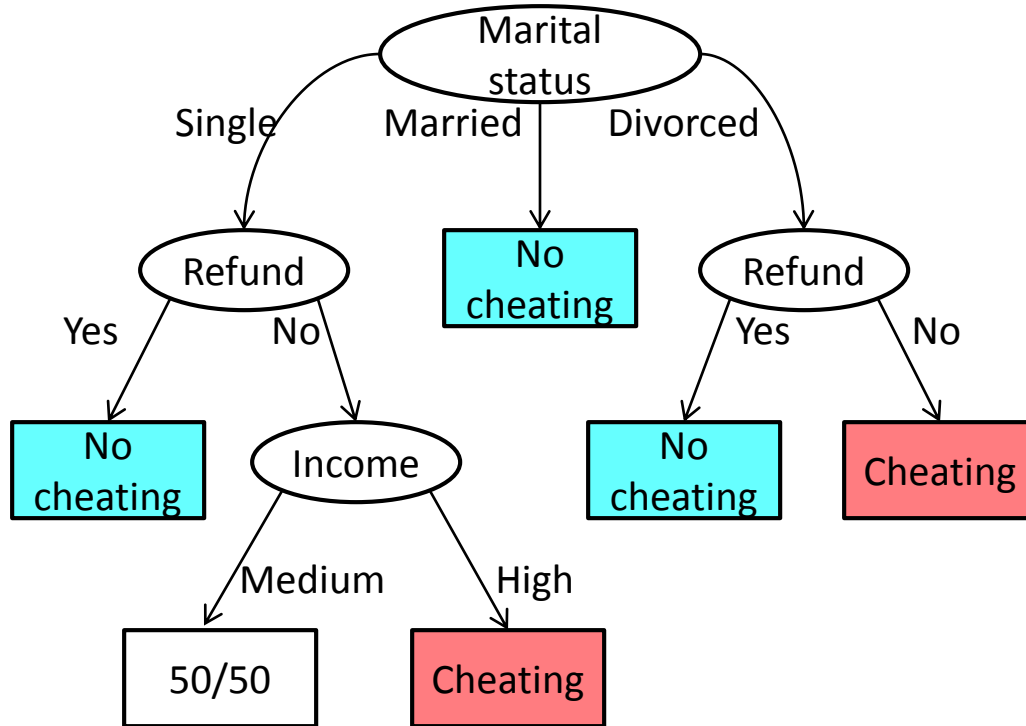 Marital
status
Single
Married
Divorced
Refund
No
cheating
Refund
Yes
No
Yes
No
No
cheating
Income
No
cheating
Cheating
Medium
High
50/50
Cheating